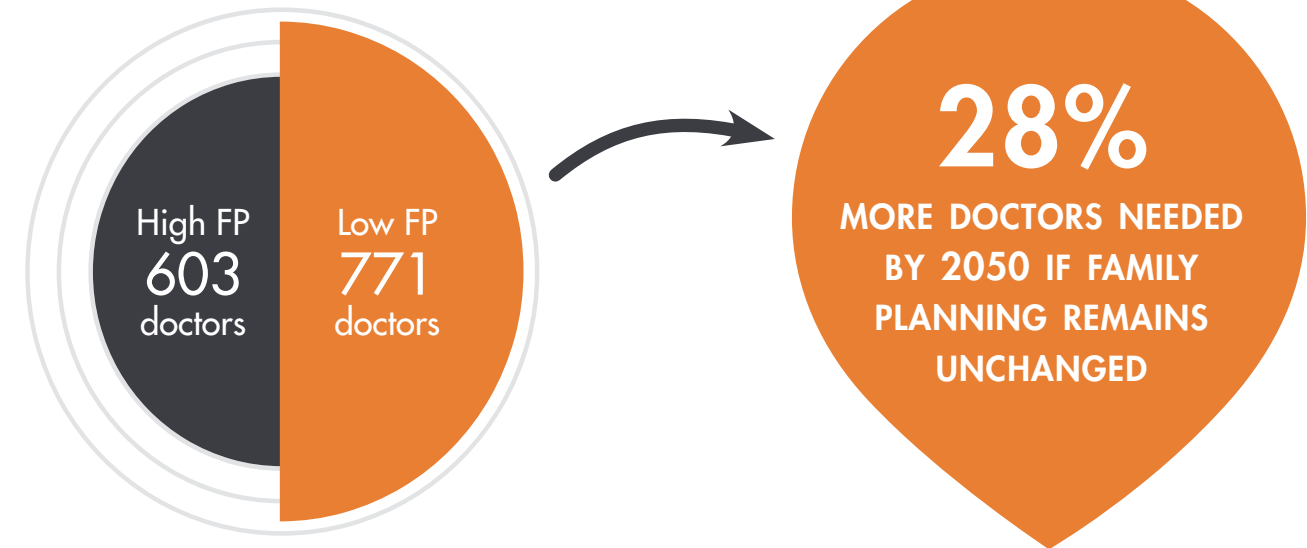 High FP
603
doctors
Low FP
771
doctors
28%
MORE DOCTORS NEEDED
BY 2050 IF FAMILY
PLANNING REMAINS
UNCHANGED